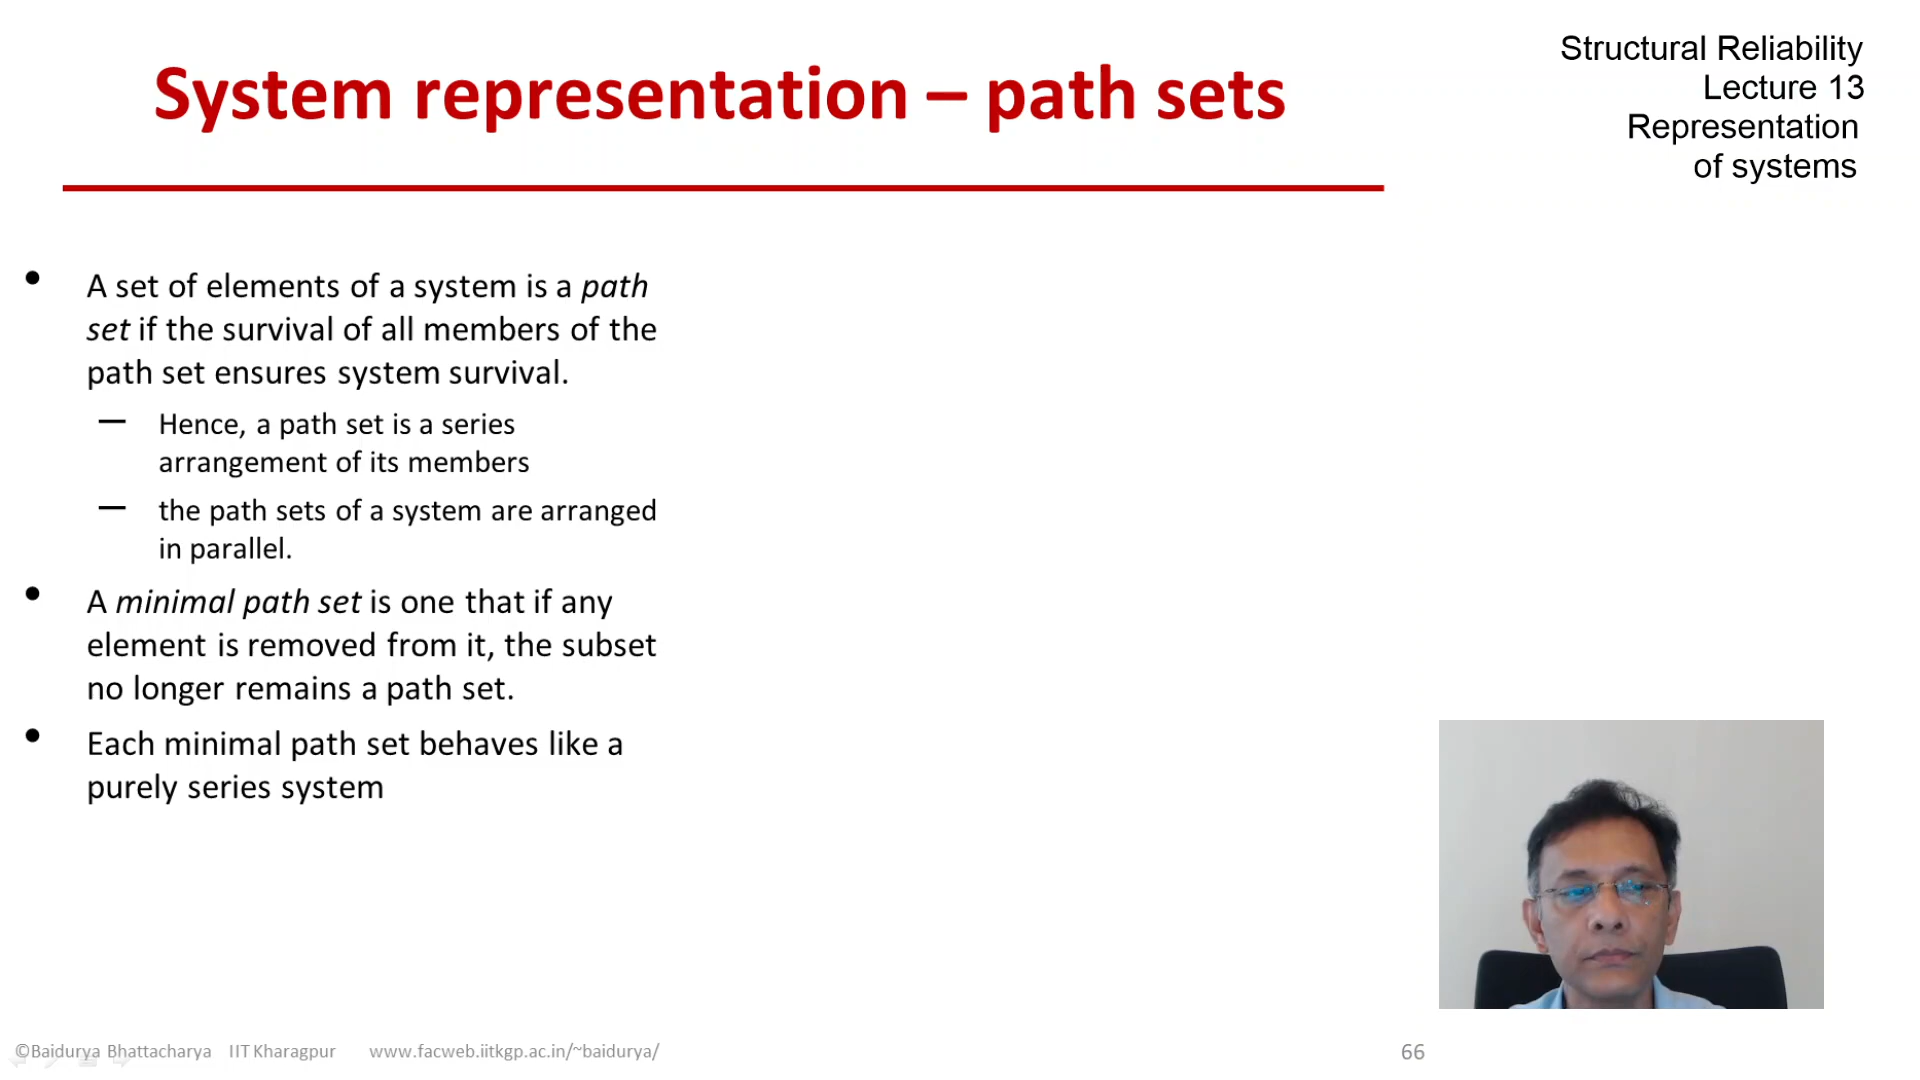 System representation – path sets
Structural Reliability
Lecture 13
Representation
of systems
• A set of elements of a system is a path
set if the survival of all members of the
path set ensures system survival.
— Hence, a path set is a series
arrangement of its members
— the path sets of a system are arranged
in parallel.
• A minimal path set is one that if any
element is removed from it, the subset
no longer remains a path set.
• Each minimal path set behaves like a
purely series system
©Baidurya Bhattacharya IIT Kharagpur www.facweb.iitkgp.ac.in/~baidurya/
66